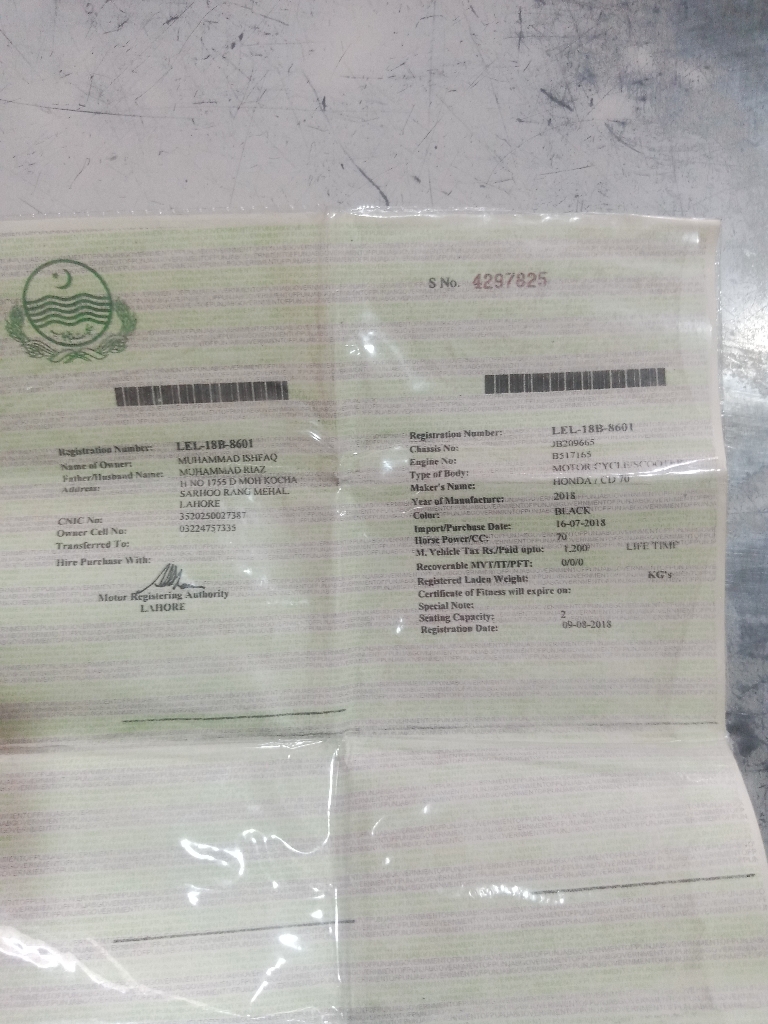 S No. 4297825
Registration Number: LEL-18B-8601
Name of Owner: MUHAMMAD ISHFAQ
Father/Husband Name: MUHAMMAD RIAZ
Address: H NO 1755 D MOH KOCHA
SARHOO RANG MEHAL
LAHORE
CNIC No: 3520250027387
Owner Cell No: 03224757335
Transferred To:
Hire Purchase With:
Motor Registering Authority
LAHORE
Registration Number: LEL-18B-8601
Chassis No: JB209665
Engine No: B517165
Type of Body: MOTOR CYCLE/SCOOTER
Maker's Name: HONDA / CD 70
Year of Manufacture: 2018
Color: BLACK
Import/Purchase Date: 16-07-2018
Horse Power/CC: 70
M. Vehicle Tax Rs./Paid upto: 1,200/ LIFE TIME
Recoverable MVT/IT/PFT: 0/0/0
Registered Laden Weight: KG's
Certificate of Fitness will expire on:
Special Note:
Seating Capacity: 2
Registration Date: 09-08-2018